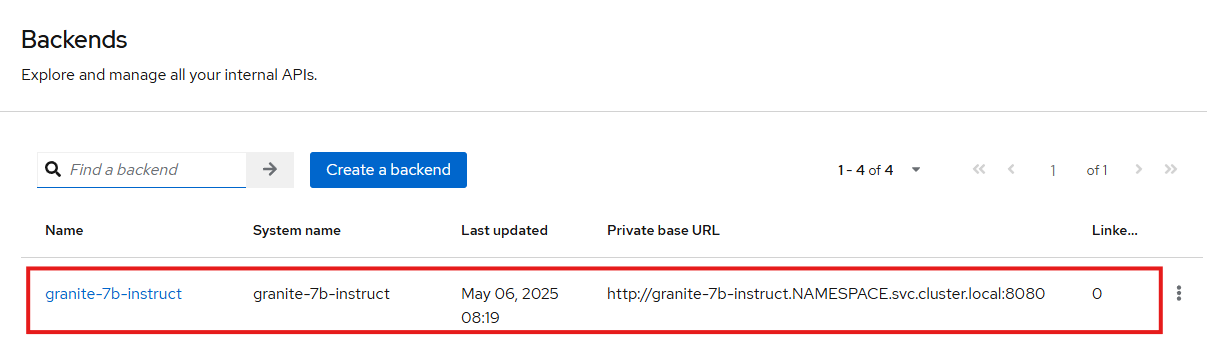 Backends
Explore and manage all your internal APIs.
Find a backend
Create a backend
1 - 4 of 4
1 of 1
Name System name Last updated Private base URL Linke...
granite-7b-instruct granite-7b-instruct May 06, 2025 http://granite-7b-instruct.NAMESPACE.svc.cluster.local:8080 0
08:19